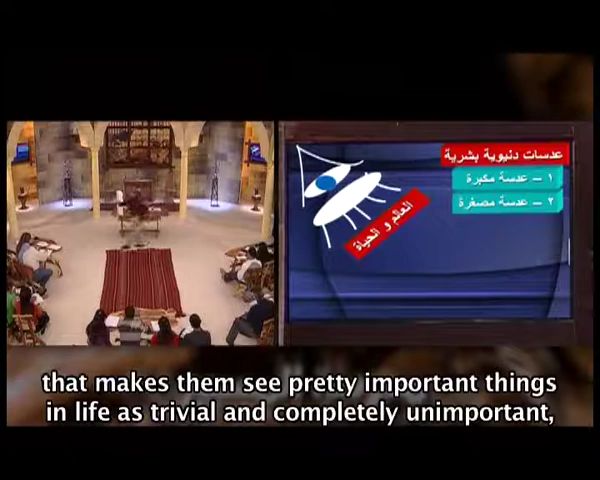 عدسات دنيوية بشرية
١ – عدسة مكبرة
٢ – عدسة مصغرة
العالم و الحياة
that makes them see pretty important things
in life as trivial and completely unimportant,